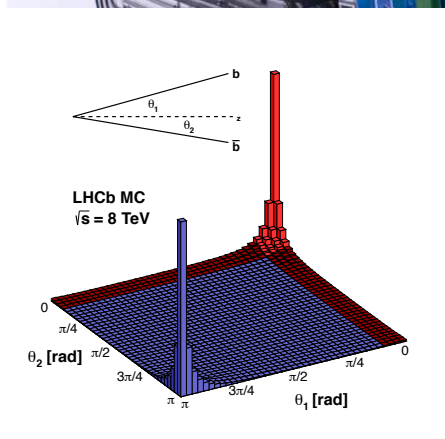 b
θ1
z
θ2
b̅
LHCb MC
√s = 8 TeV
0
π/4
π/2
3π/4
π
θ2 [rad]
π
3π/4
π/2
π/4
0
θ1 [rad]